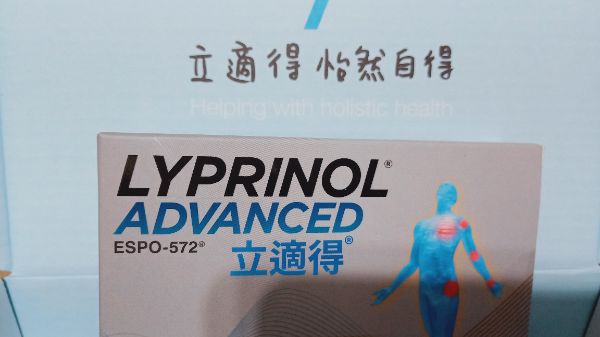 立適得 怡然自得
Helping with holistic health
LYPRINOL®
ADVANCED
ESPO-572®
立適得®